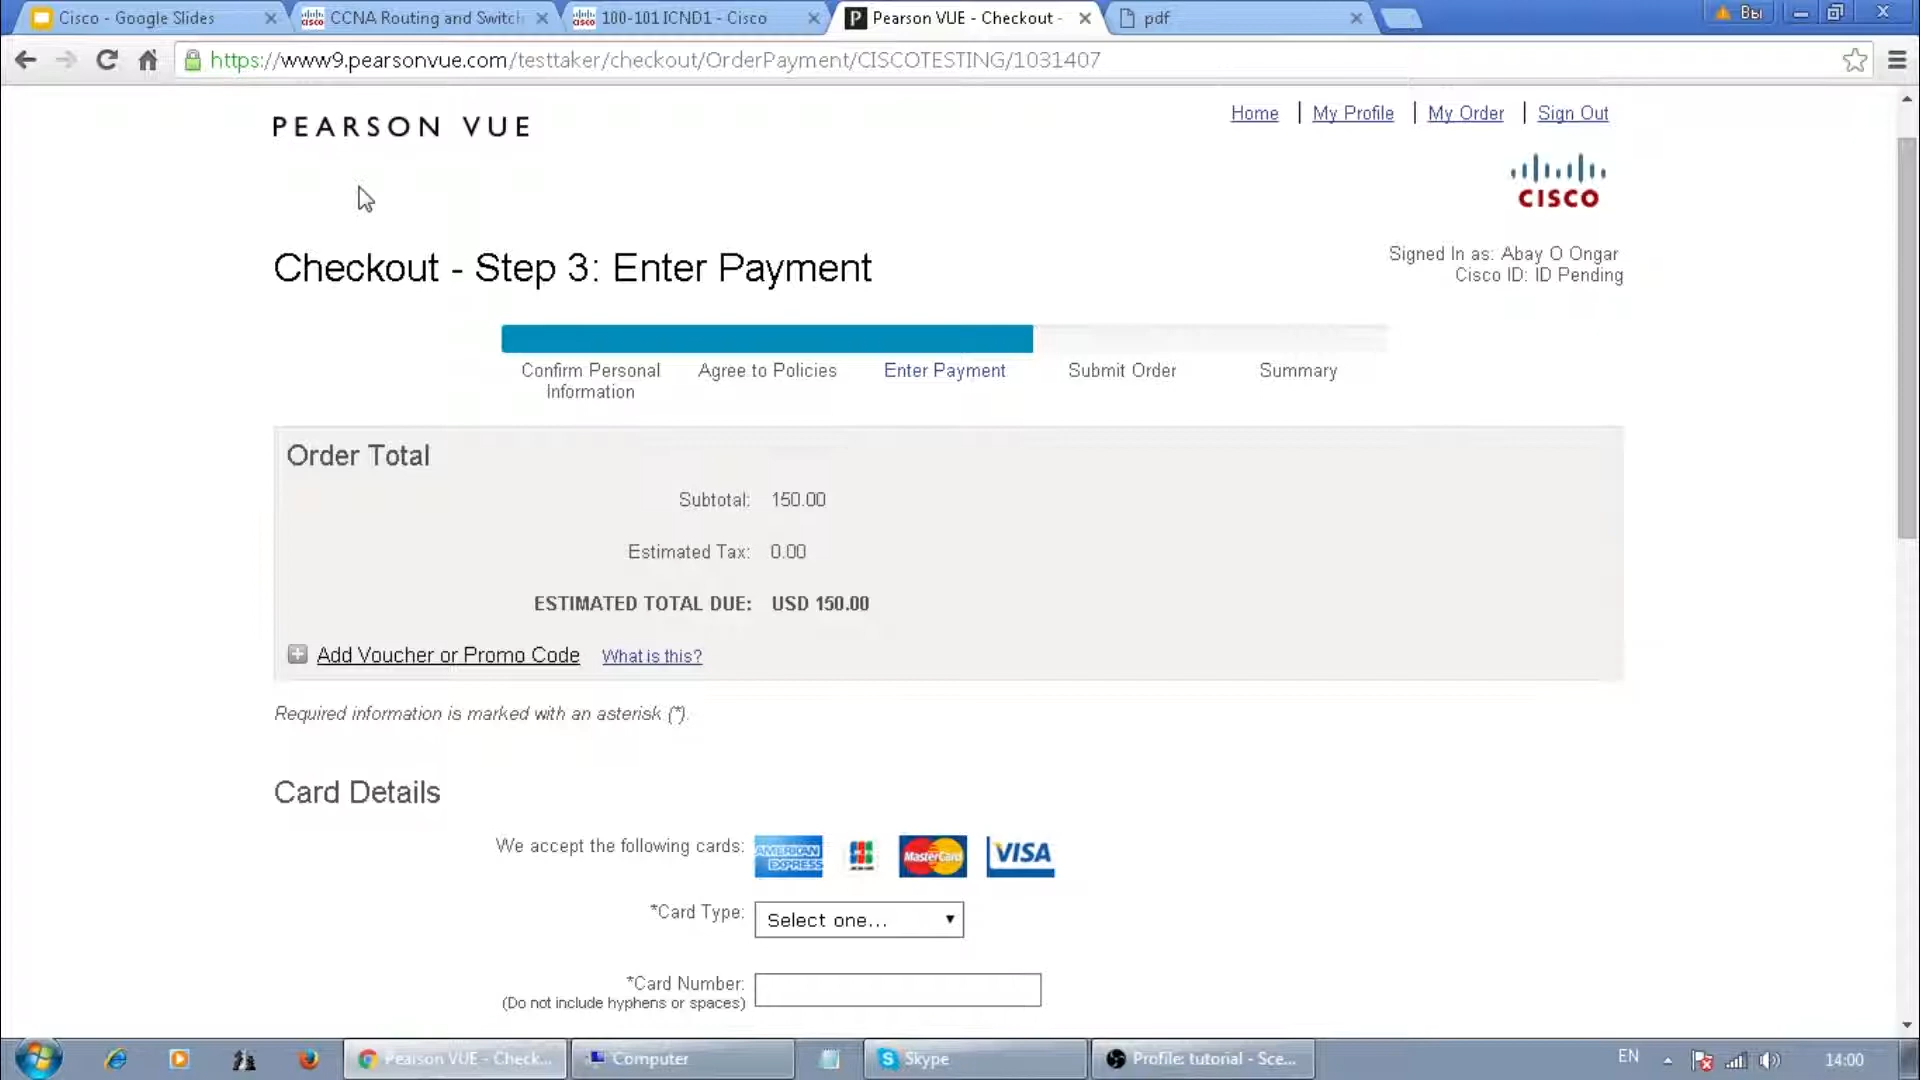 Cisco - Google Slides
CCNA Routing and Switch
100-101 ICND1 - Cisco
Pearson VUE - Checkout -
pdf
Вы
https://www9.pearsonvue.com/testtaker/checkout/OrderPayment/CISCOTESTING/1031407
PEARSON VUE
Home | My Profile | My Order | Sign Out
CISCO
Signed In as: Abay O Ongar
Cisco ID: ID Pending
Checkout - Step 3: Enter Payment
Confirm Personal Information
Agree to Policies
Enter Payment
Submit Order
Summary
Order Total
Subtotal: 150.00
Estimated Tax: 0.00
ESTIMATED TOTAL DUE: USD 150.00
Add Voucher or Promo Code What is this?
Required information is marked with an asterisk (*).
Card Details
We accept the following cards: AMERICAN EXPRESS JCB MasterCard VISA
*Card Type: Select one...
*Card Number:
(Do not include hyphens or spaces)
Pearson VUE - Check...
Computer
Skype
Profile: tutorial - Sce...
EN
14:00